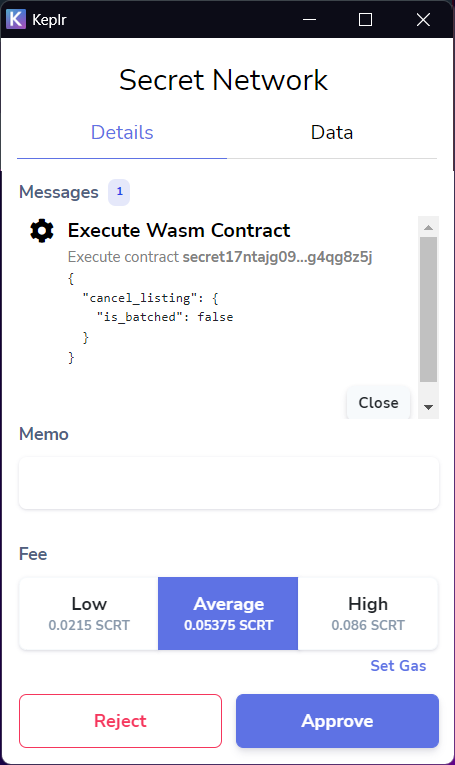 Keplr
Secret Network
Details Data
Messages 1
Execute Wasm Contract
Execute contract secret17ntajg09...g4qg8z5j
{
  "cancel_listing": {
    "is_batched": false
  }
}
Close
Memo
Fee
Low Average High
0.0215 SCRT 0.05375 SCRT 0.086 SCRT
Set Gas
Reject Approve